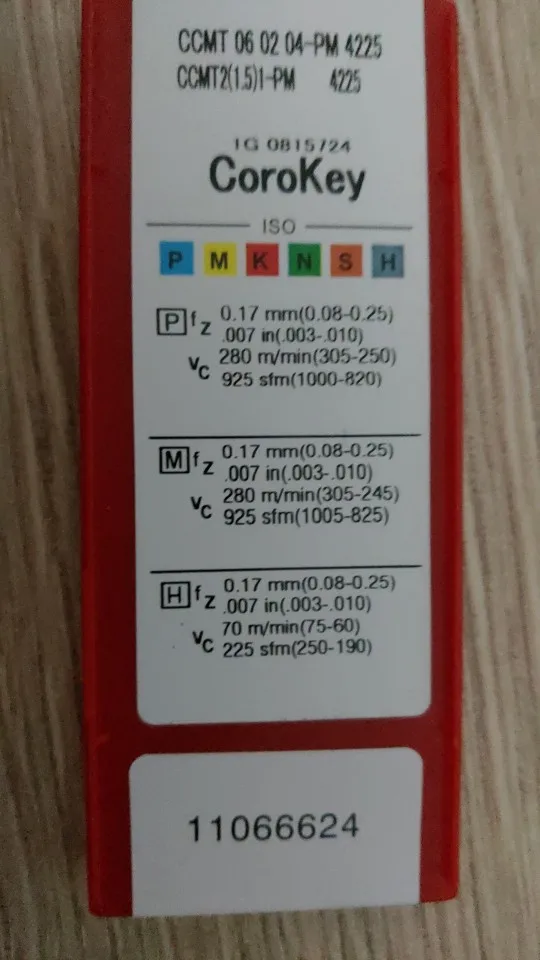 CCMT 06 02 04-PM 4225
CCMT2(1.5)1-PM 4225
1G 0815724
CoroKey
ISO
P M K N S H
P fz 0.17 mm(0.08-0.25)
.007 in(.003-.010)
vc 280 m/min(305-250)
925 sfm(1000-820)
M fz 0.17 mm(0.08-0.25)
.007 in(.003-.010)
vc 280 m/min(305-245)
925 sfm(1005-825)
H fz 0.17 mm(0.08-0.25)
.007 in(.003-.010)
vc 70 m/min(75-60)
225 sfm(250-190)
11066624